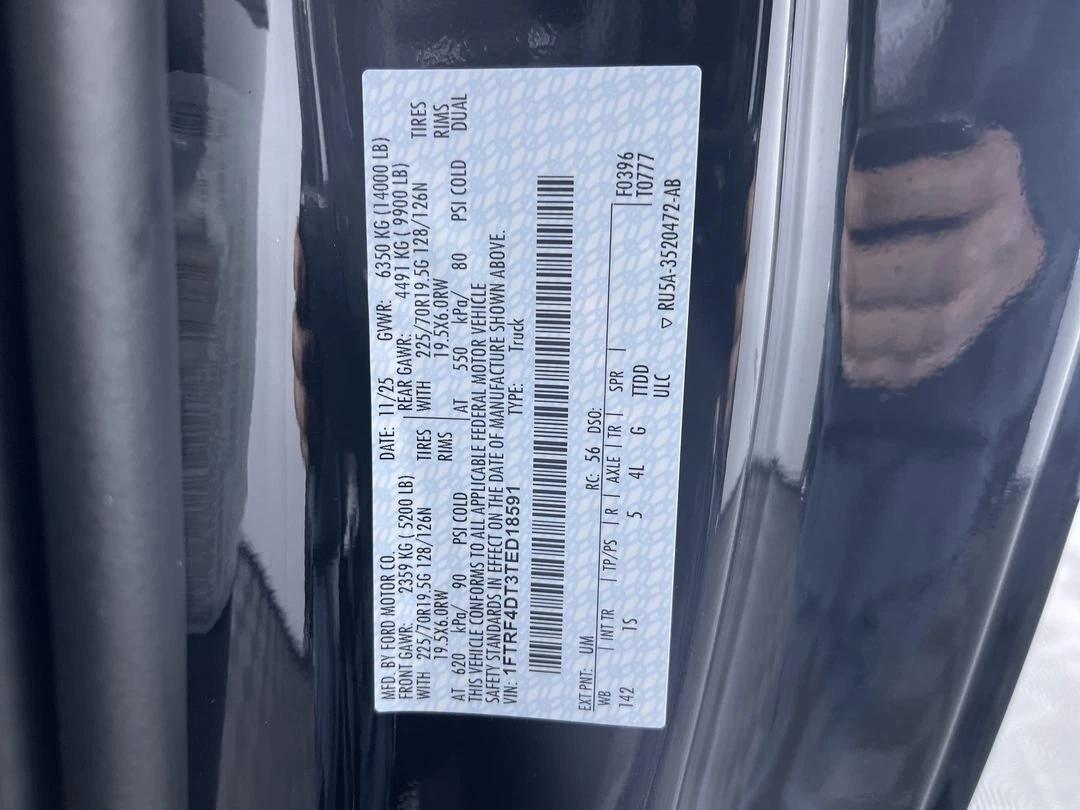 MFD. BY FORD MOTOR CO. DATE: 11/25 GVWR: 6350 KG (14000 LB)
FRONT GAWR: 2359 KG ( 5200 LB) REAR GAWR: 4491 KG ( 9900 LB)
WITH 225/70R19.5G 128/126N TIRES WITH 225/70R19.5G 128/126N TIRES
19.5X6.0RW RIMS 19.5X6.0RW RIMS
AT 620 kPa/ 90 PSI COLD AT 550 kPa/ 80 PSI COLD DUAL
THIS VEHICLE CONFORMS TO ALL APPLICABLE FEDERAL MOTOR VEHICLE
SAFETY STANDARDS IN EFFECT ON THE DATE OF MANUFACTURE SHOWN ABOVE.
VIN: 1FTRF4DT3TED18591 TYPE: Truck
EXT PNT: UM RC: 56 DSO:
WB INT TR TP/PS R AXLE TR SPR F0396
142 1S 5 4L G TTDD T0777
ULC
▽ RU5A-3520472-AB